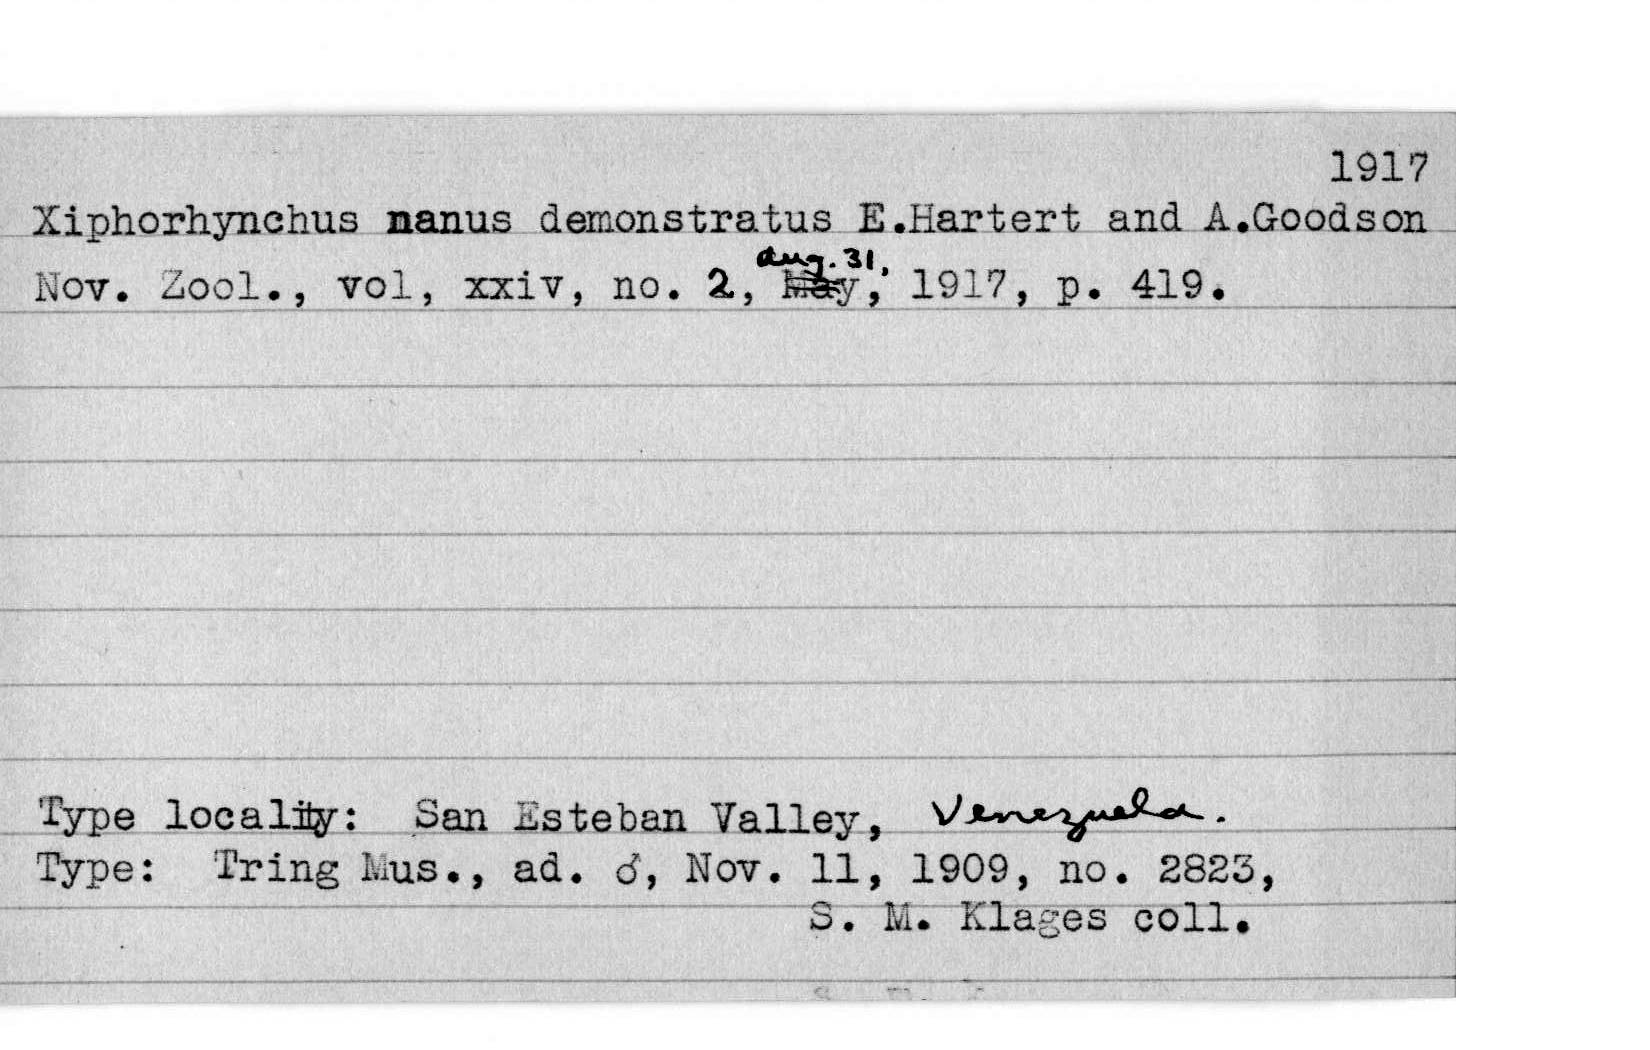 1917
Xiphorhynchus nanus demonstratus E.Hartert and A.Goodson
Aug. 31,
Nov. Zool., vol, xxiv, no. 2, May, 1917, p. 419.
Type locality: San Esteban Valley, Venezuela.
Type: Tring Mus., ad. ♂, Nov. 11, 1909, no. 2823,
S. M. Klages coll.